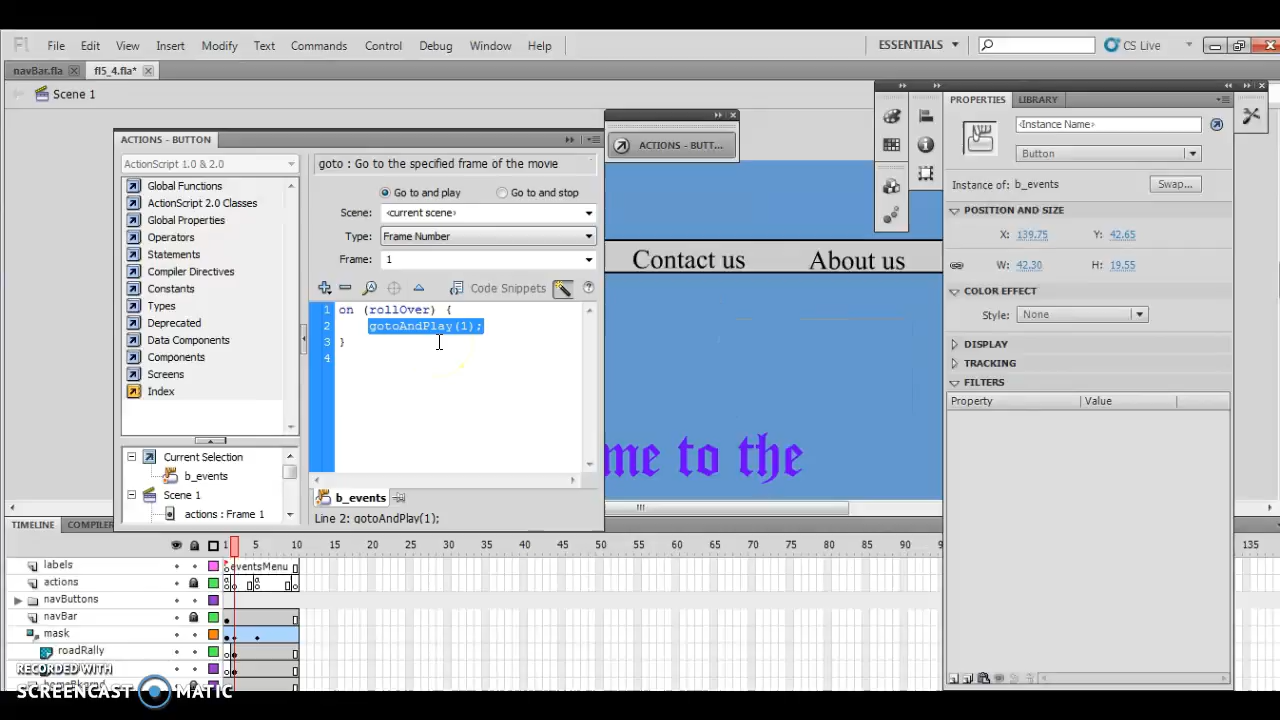 Fl File Edit View Insert Modify Text Commands Control Debug Window Help ESSENTIALS CS Live
navBar.fla fl5_4.fla*
Scene 1
ACTIONS - BUTTON
ActionScript 1.0 & 2.0
Global Functions
ActionScript 2.0 Classes
Global Properties
Operators
Statements
Compiler Directives
Constants
Types
Deprecated
Data Components
Components
Screens
Index
Current Selection
b_events
Scene 1
actions : Frame 1
goto : Go to the specified frame of the movie
Go to and play Go to and stop
Scene: <current scene>
Type: Frame Number
Frame: 1
Code Snippets
1 on (rollOver) {
2 gotoAndPlay(1);
3 }
4
b_events
Line 2: gotoAndPlay(1);
ACTIONS - BUTT...
Contact us About us
me to the
PROPERTIES LIBRARY
<Instance Name>
Button
Instance of: b_events Swap...
POSITION AND SIZE
X: 139.75 Y: 42.65
W: 42.30 H: 19.55
COLOR EFFECT
Style: None
DISPLAY
TRACKING
FILTERS
Property Value
TIMELINE COMPILER
1 5 10 15 20 25 30 35 40 45 50 55 60 65 70 75 80 85 90 95 135
labels eventsMenu
actions
navButtons
navBar
mask
roadRally
RECORDED WITH
SCREENCAST MATIC